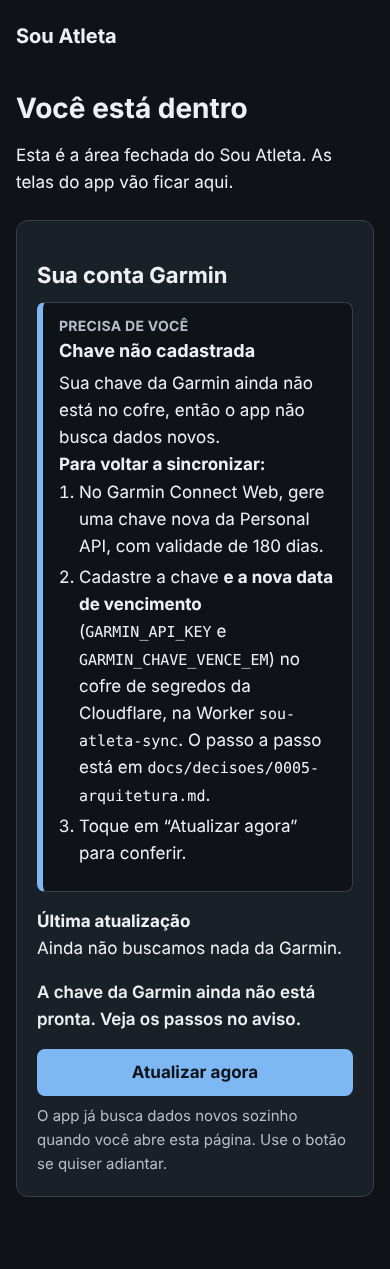 Sou Atleta
Você está dentro
Esta é a área fechada do Sou Atleta. As
telas do app vão ficar aqui.
Sua conta Garmin
PRECISA DE VOCÊ
Chave não cadastrada
Sua chave da Garmin ainda não
está no cofre, então o app não
busca dados novos.
Para voltar a sincronizar:
1. No Garmin Connect Web, gere
uma chave nova da Personal
API, com validade de 180 dias.
2. Cadastre a chave e a nova data
de vencimento
(GARMIN_API_KEY e
GARMIN_CHAVE_VENCE_EM) no
cofre de segredos da
Cloudflare, na Worker sou-
atleta-sync. O passo a passo
está em docs/decisoes/0005-
arquitetura.md.
3. Toque em “Atualizar agora”
para conferir.
Última atualização
Ainda não buscamos nada da Garmin.
A chave da Garmin ainda não está
pronta. Veja os passos no aviso.
Atualizar agora
O app já busca dados novos sozinho
quando você abre esta página. Use o botão
se quiser adiantar.